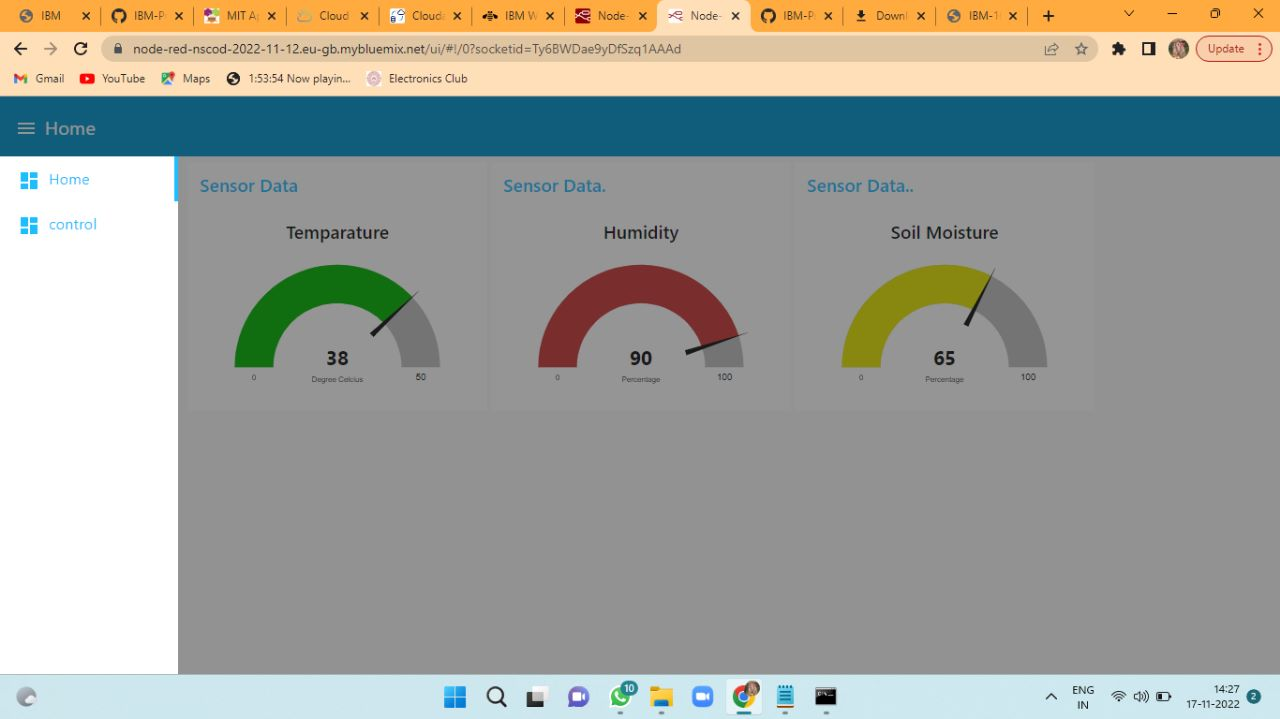 IBM
IBM-P
MIT Ap
Cloud
Clouda
IBM W
Node-
Node-
IBM-P
Downl
IBM-1
node-red-nscod-2022-11-12.eu-gb.mybluemix.net/ui/#!/0?socketid=Ty6BWDae9yDfSzq1AAAd
Update
Gmail
YouTube
Maps
1:53:54 Now playin...
Electronics Club
Home
Home
control
Sensor Data
Temparature
38
Degree Celcius
0
50
Sensor Data.
Humidity
90
Percentage
0
100
Sensor Data..
Soil Moisture
65
Percentage
0
100
10
ENG
IN
14:27
17-11-2022
2